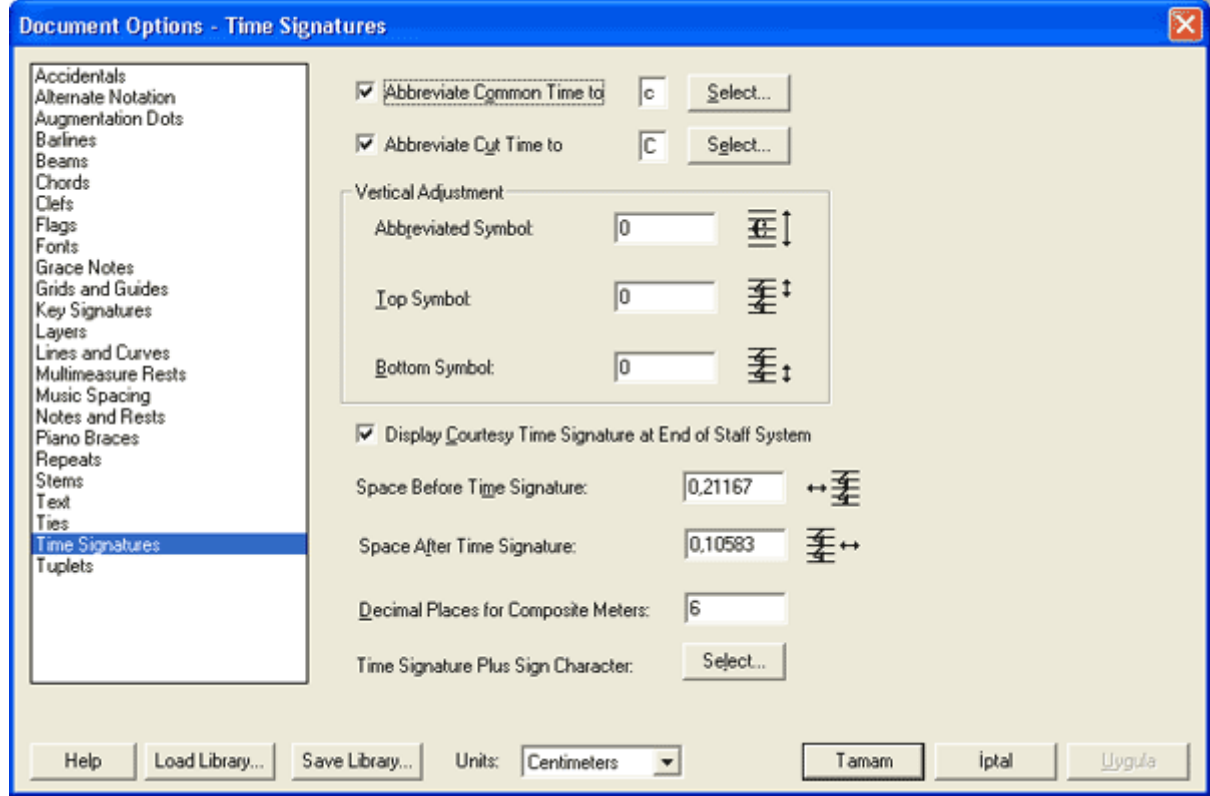 Document Options - Time Signatures
Accidentals
Alternate Notation
Augmentation Dots
Barlines
Beams
Chords
Clefs
Flags
Fonts
Grace Notes
Grids and Guides
Key Signatures
Layers
Lines and Curves
Multimeasure Rests
Music Spacing
Notes and Rests
Piano Braces
Repeats
Stems
Text
Ties
Time Signatures
Tuplets
Abbreviate Common Time to c Select...
Abbreviate Cut Time to C Select...
Vertical Adjustment
Abbreviated Symbol: 0
Top Symbol: 0
Bottom Symbol: 0
Display Courtesy Time Signature at End of Staff System
Space Before Time Signature: 0,21167
Space After Time Signature: 0,10583
Decimal Places for Composite Meters: 6
Time Signature Plus Sign Character: Select...
Help Load Library... Save Library... Units: Centimeters Tamam İptal Uygula